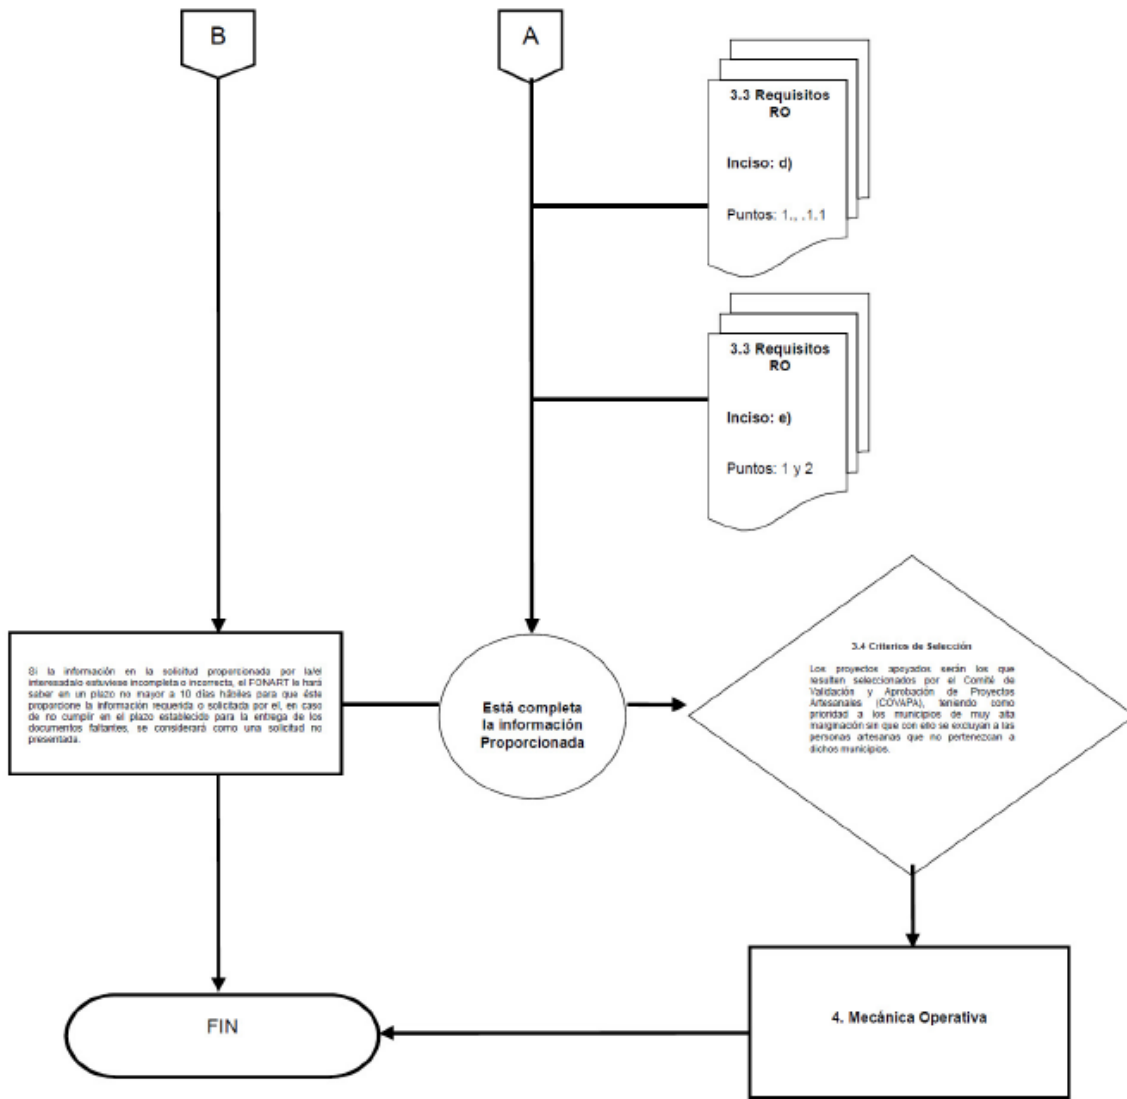 B
A
3.3 Requisitos
RO
Inciso: d)
Puntos: 1., .1.1
3.3 Requisitos
RO
Inciso: e)
Puntos: 1 y 2
Si la información en la solicitud proporcionada por la/el
interesada/o estuviese incompleta o incorrecta, el FONART le hará
saber en un plazo no mayor a 10 días hábiles para que éste
proporcione la información requerida o solicitada por el, en caso
de no cumplir en el plazo establecido para la entrega de los
documentos faltantes, se considerará como una solicitud no
presentada.
Está completa
la información
Proporcionada
3.4 Criterios de Selección
Los proyectos apoyados serán los que
resulten seleccionados por el Comité de
Validación y Aprobación de Proyectos
Artesanales (COVAPA), teniendo como
prioridad a los municipios de muy alta
marginación sin que con ello se excluyan a las
personas artesanas que no pertenezcan a
dichos municipios.
FIN
4. Mecánica Operativa